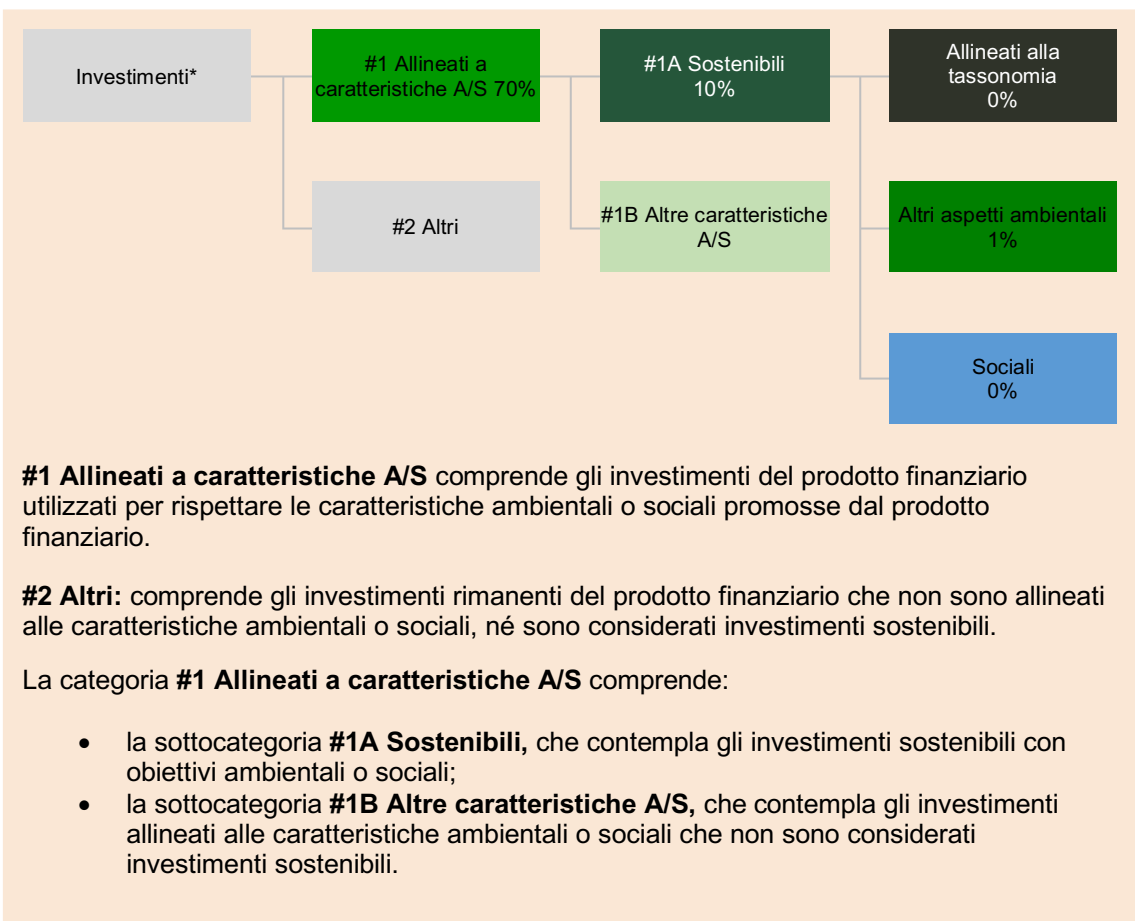 Investimenti*
#1 Allineati a
caratteristiche A/S 70%
#1A Sostenibili
10%
Allineati alla
tassonomia
0%
#2 Altri
#1B Altre caratteristiche
A/S
Altri aspetti ambientali
1%
Sociali
0%
#1 Allineati a caratteristiche A/S comprende gli investimenti del prodotto finanziario
utilizzati per rispettare le caratteristiche ambientali o sociali promosse dal prodotto
finanziario.
#2 Altri: comprende gli investimenti rimanenti del prodotto finanziario che non sono allineati
alle caratteristiche ambientali o sociali, né sono considerati investimenti sostenibili.
La categoria #1 Allineati a caratteristiche A/S comprende:
• la sottocategoria #1A Sostenibili, che contempla gli investimenti sostenibili con
obiettivi ambientali o sociali;
• la sottocategoria #1B Altre caratteristiche A/S, che contempla gli investimenti
allineati alle caratteristiche ambientali o sociali che non sono considerati
investimenti sostenibili.